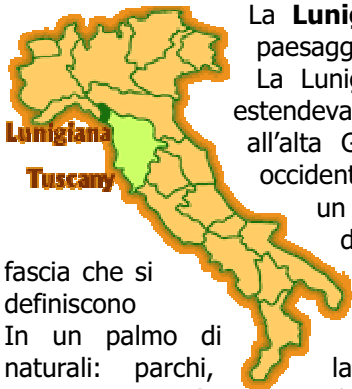 La Lunig
paesagg
La Lunig
estendeva
all'alta G
occident
un
d
Lunigiana
Tuscany
fascia che si
definiscono
In un palmo di
naturali: parchi, la